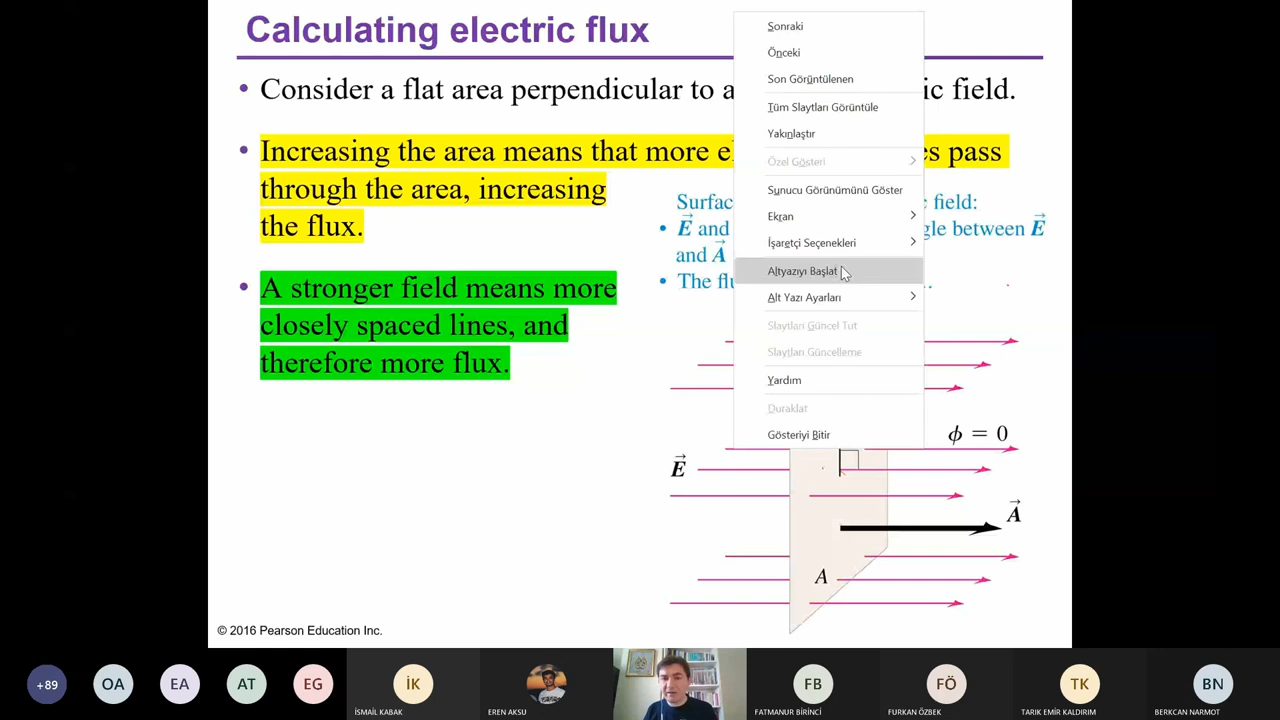 Calculating electric flux
• Consider a flat area perpendicular to a ic field.
• Increasing the area means that more el es pass
through the area, increasing
the flux.
• A stronger field means more
closely spaced lines, and
therefore more flux.
Surfac c field:
• E⃗ and gle between E⃗
and A⃗
• The flu ..
Sonraki
Önceki
Son Görüntülenen
Tüm Slaytları Görüntüle
Yakınlaştır
Özel Gösteri
Sunucu Görünümünü Göster
Ekran
İşaretçi Seçenekleri
Altyazıyı Başlat
Alt Yazı Ayarları
Slaytları Güncel Tut
Slaytları Güncelleme
Yardım
Duraklat
Gösteriyi Bitir
ϕ = 0
E⃗
A⃗
A
© 2016 Pearson Education Inc.
+89
OA
EA
AT
EG
İK
FB
FÖ
TK
BN
İSMAİL KABAK
EREN AKSU
FATMANUR BİRİNCİ
FURKAN ÖZBEK
TARIK EMİR KALDIRIM
BERKCAN NARMOT